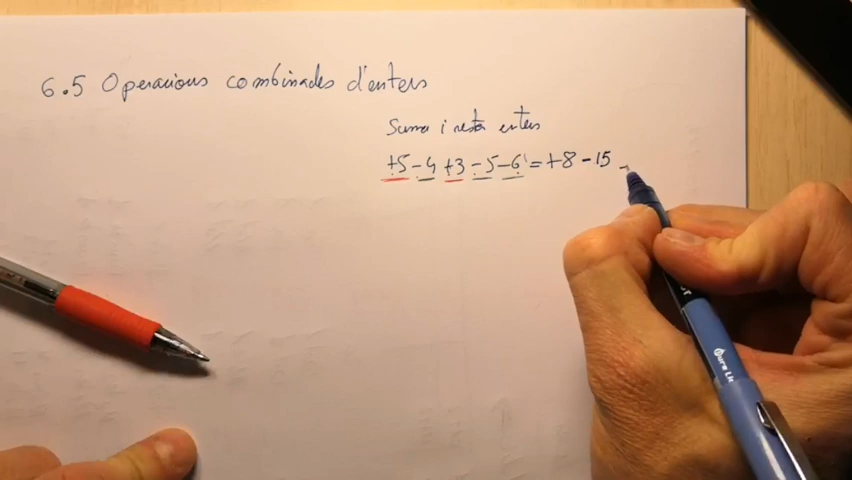 6.5 Operacions combinades d'enters
Suma i resta enters
+5-4+3-5-6=+8-15